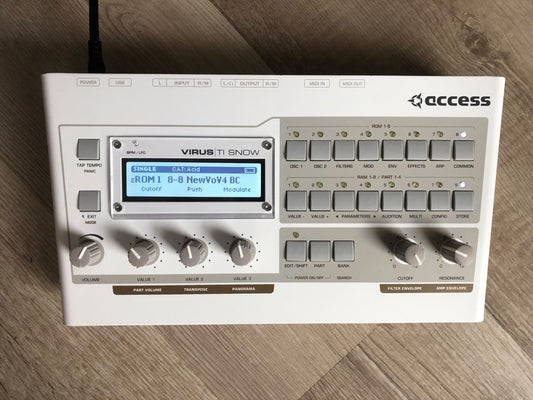 POWER USB L INPUT R/M L/∩ OUTPUT R/M MIDI IN MIDI OUT
access
VIRUS | TI SNOW
BPM / LFO
ROM 1-8
1 2 3 4 5 6 7 8
TAP TEMPO
PANIC
OSC 1 OSC 2 FILTERS MOD ENV EFFECTS ARP COMMON
SINGLE CAT:Acid
ROM1 8-8 NewVoV4 BC
Cutoff Push Modulate
RAM 1-8 / PART 1-4
1 2 3 4 5 6 7 8
EXIT
MODE
VALUE - VALUE + ◄ PARAMETERS ► AUDITION MULTI CONFIG STORE
VOLUME VALUE 1 VALUE 2 VALUE 3
EDIT/SHIFT PART BANK
CUTOFF RESONANCE
POWER ON/OFF SEARCH
PART VOLUME TRANSPOSE PANORAMA
FILTER ENVELOPE AMP ENVELOPE